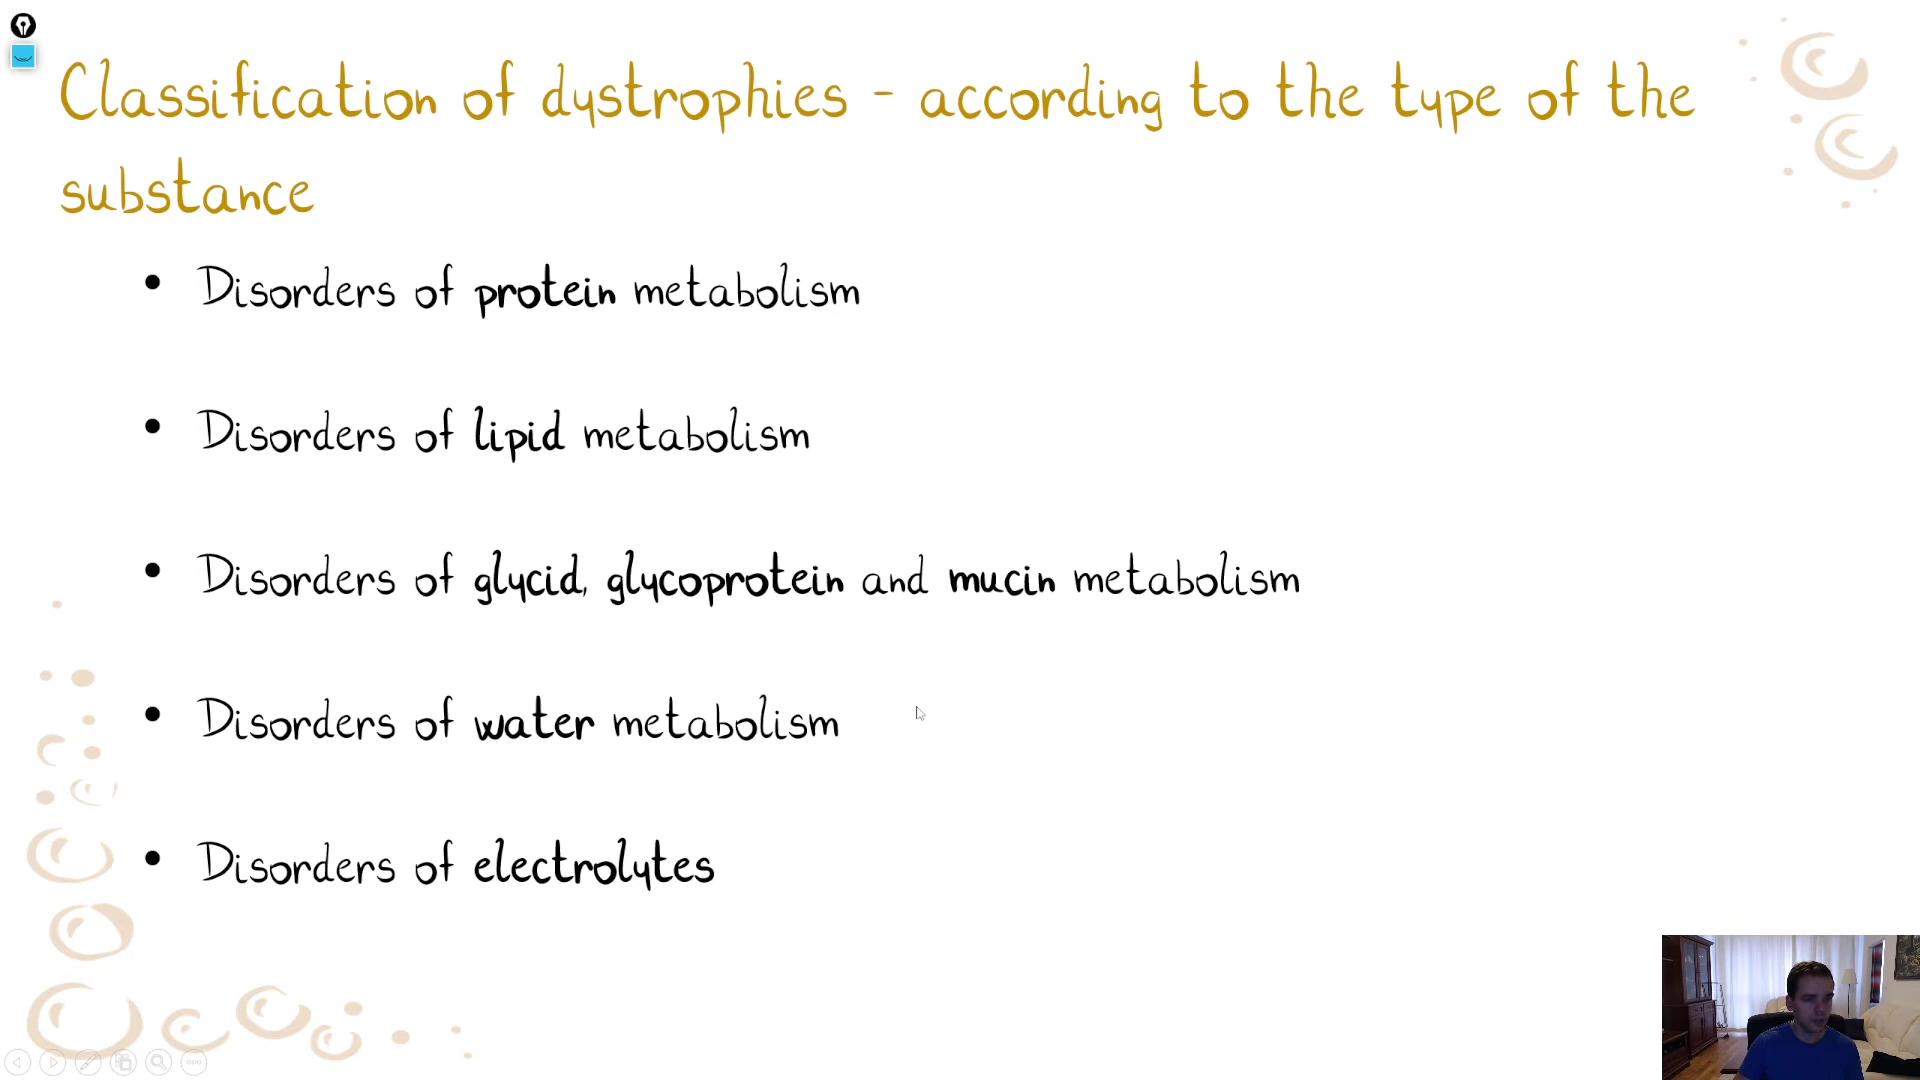 Classification of dystrophies - according to the type of the
substance
• Disorders of protein metabolism
• Disorders of lipid metabolism
• Disorders of glycid, glycoprotein and mucin metabolism
• Disorders of water metabolism
• Disorders of electrolytes